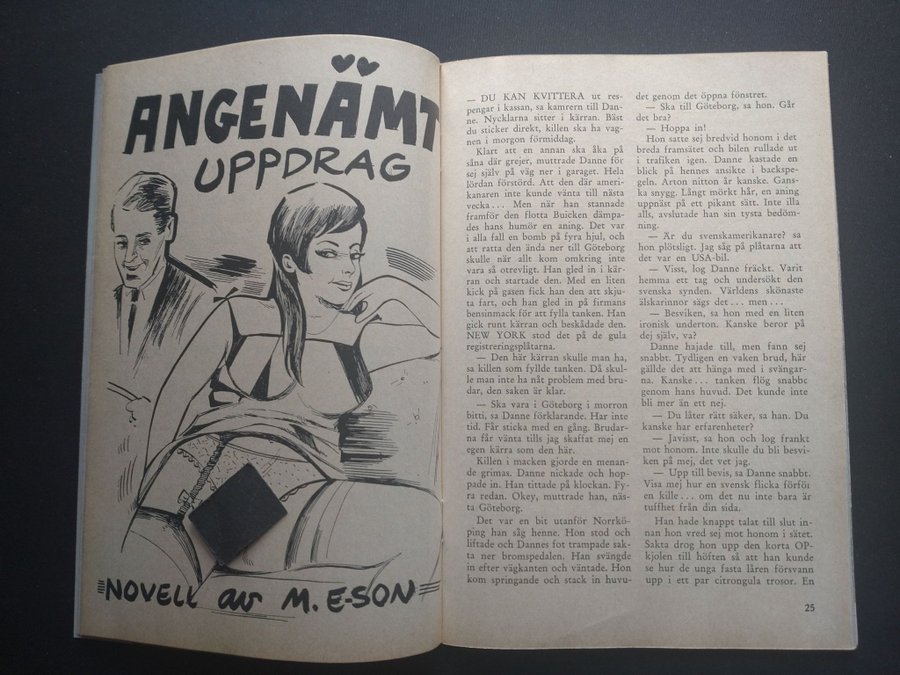 ANGENÄMT
UPPDRAG
NOVELL av M. E-SON
— DU KAN KVITTERA ut res-
pengar i kassan, sa kamrern till Dan-
ne. Nycklarna sitter i kärran. Bäst
du sticker direkt, killen ska ha vag-
nen i morgon förmiddag.
Klart att en annan ska åka på
såna där grejer, muttrade Danne för
sej själv på väg ner i garaget. Hela
lördan förstörd. Att den där ameri-
kanaren inte kunde vänta till nästa
vecka... Men när han stannade
framför den flotta Buicken dämpa-
des hans humör en aning. Det var
i alla fall en bomb på fyra hjul, och
att ratta den ända ner till Göteborg
skulle när allt kom omkring inte
vara så otrevligt. Han gled in i kär-
ran och startade den. Med en liten
kick på gasen fick han den att skju-
ta fart, och han gled in på firmans
bensinmack för att fylla tanken. Han
gick runt kärran och beskådade den.
NEW YORK stod det på de gula
registreringsplåtarna.
— Den här kärran skulle man ha,
sa killen som fyllde tanken. Då skul-
le man inte ha nåt problem med bru-
dar, den saken är klar.
— Ska vara i Göteborg i morron
bitti, sa Danne förklarande. Har inte
tid. Får sticka med en gång. Brudar-
na får vänta tills jag skaffat mej en
egen kärra som den här.
Killen i macken gjorde en menan-
de grimas. Danne nickade och hop-
pade in. Han tittade på klockan. Fy-
ra redan. Okey, muttrade han, näs-
ta Göteborg.
Det var en bit utanför Norrkö-
ping han såg henne. Hon stod och
liftade och Dannes fot trampade sak-
ta ner bromspedalen. Han svängde
in efter vägkanten och väntade. Hon
kom springande och stack in huvu-
det genom det öppna fönstret.
— Ska till Göteborg, sa hon. Går
det bra?
— Hoppa in!
Hon satte sej bredvid honom i det
breda framsätet och bilen rullade ut
i trafiken igen. Danne kastade en
blick på hennes ansikte i backspe-
geln. Arton nitton år kanske. Gans-
ka snygg. Långt mörkt hår, en aning
uppnäst på ett pikant sätt. Inte illa
alls, avslutade han sin tysta bedöm-
ning.
— Är du svenskamerikanare? sa
hon plötsligt. Jag såg på plåtarna att
det var en USA-bil.
— Visst, log Danne fräckt. Varit
hemma ett tag och undersökt den
svenska synden. Världens skönaste
älskarinnor sägs det... men...
— Besviken, sa hon med en liten
ironisk underton. Kanske beror på
dej själv, va?
Danne hajade till, men fann sej
snabbt. Tydligen en vaken brud, här
gällde det att hänga med i svängar-
na. Kanske... tanken flög snabbt
genom hans huvud. Det kunde inte
bli mer än ett nej.
— Du låter rätt säker, sa han. Du
kanske har erfarenheter?
— Javisst, sa hon och log frankt
mot honom. Inte skulle du bli besvi-
ken på mej, det vet jag.
— Upp till bevis, sa Danne snabbt.
Visa mej hur en svensk flicka förför
en kille... om det nu inte bara är
tuffhet från din sida.
Han hade knappt talat till slut in-
nan hon vred sej mot honom i sätet.
Sakta drog hon upp den korta OP-
kjolen till höften så att han kunde
se hur de unga fasta låren försvann
upp i ett par citrongula trosor. En
25